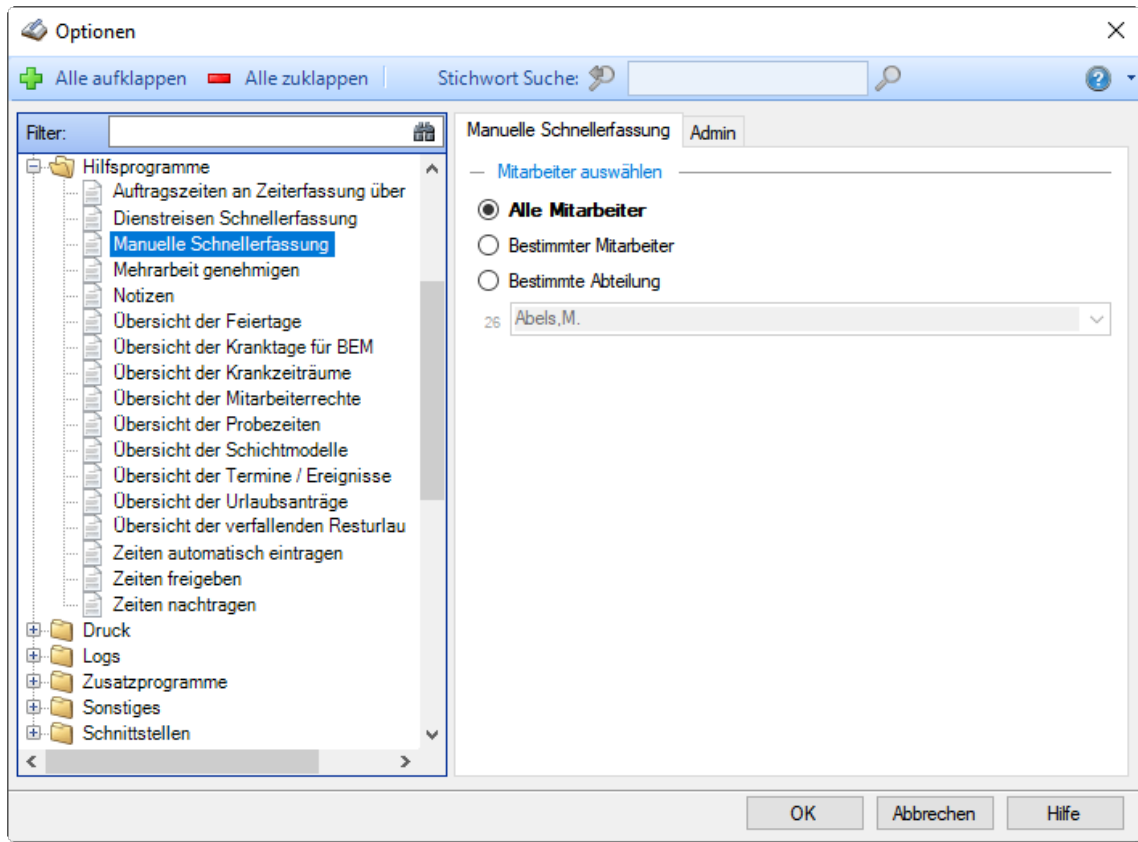 Optionen
Alle aufklappen Alle zuklappen Stichwort Suche:
Filter:
Hilfsprogramme
Auftragszeiten an Zeiterfassung über
Dienstreisen Schnellerfassung
Manuelle Schnellerfassung
Mehrarbeit genehmigen
Notizen
Übersicht der Feiertage
Übersicht der Kranktage für BEM
Übersicht der Krankzeiträume
Übersicht der Mitarbeiterrechte
Übersicht der Probezeiten
Übersicht der Schichtmodelle
Übersicht der Termine / Ereignisse
Übersicht der Urlaubsanträge
Übersicht der verfallenden Resturlau
Zeiten automatisch eintragen
Zeiten freigeben
Zeiten nachtragen
Druck
Logs
Zusatzprogramme
Sonstiges
Schnittstellen
Manuelle Schnellerfassung Admin
Mitarbeiter auswählen
Alle Mitarbeiter
Bestimmter Mitarbeiter
Bestimmte Abteilung
26 Abels,M.
OK Abbrechen Hilfe